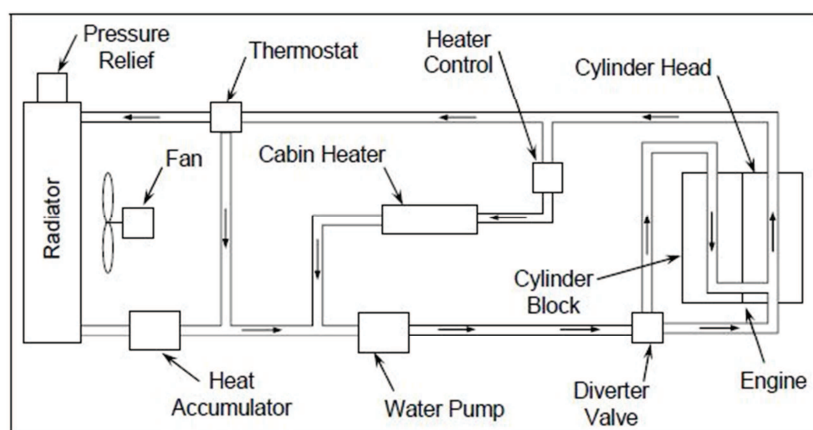 Pressure
Relief
Thermostat
Heater
Control
Cylinder Head
Fan
Cabin Heater
Radiator
Cylinder
Block
Heat
Accumulator
Water Pump
Diverter
Valve
Engine